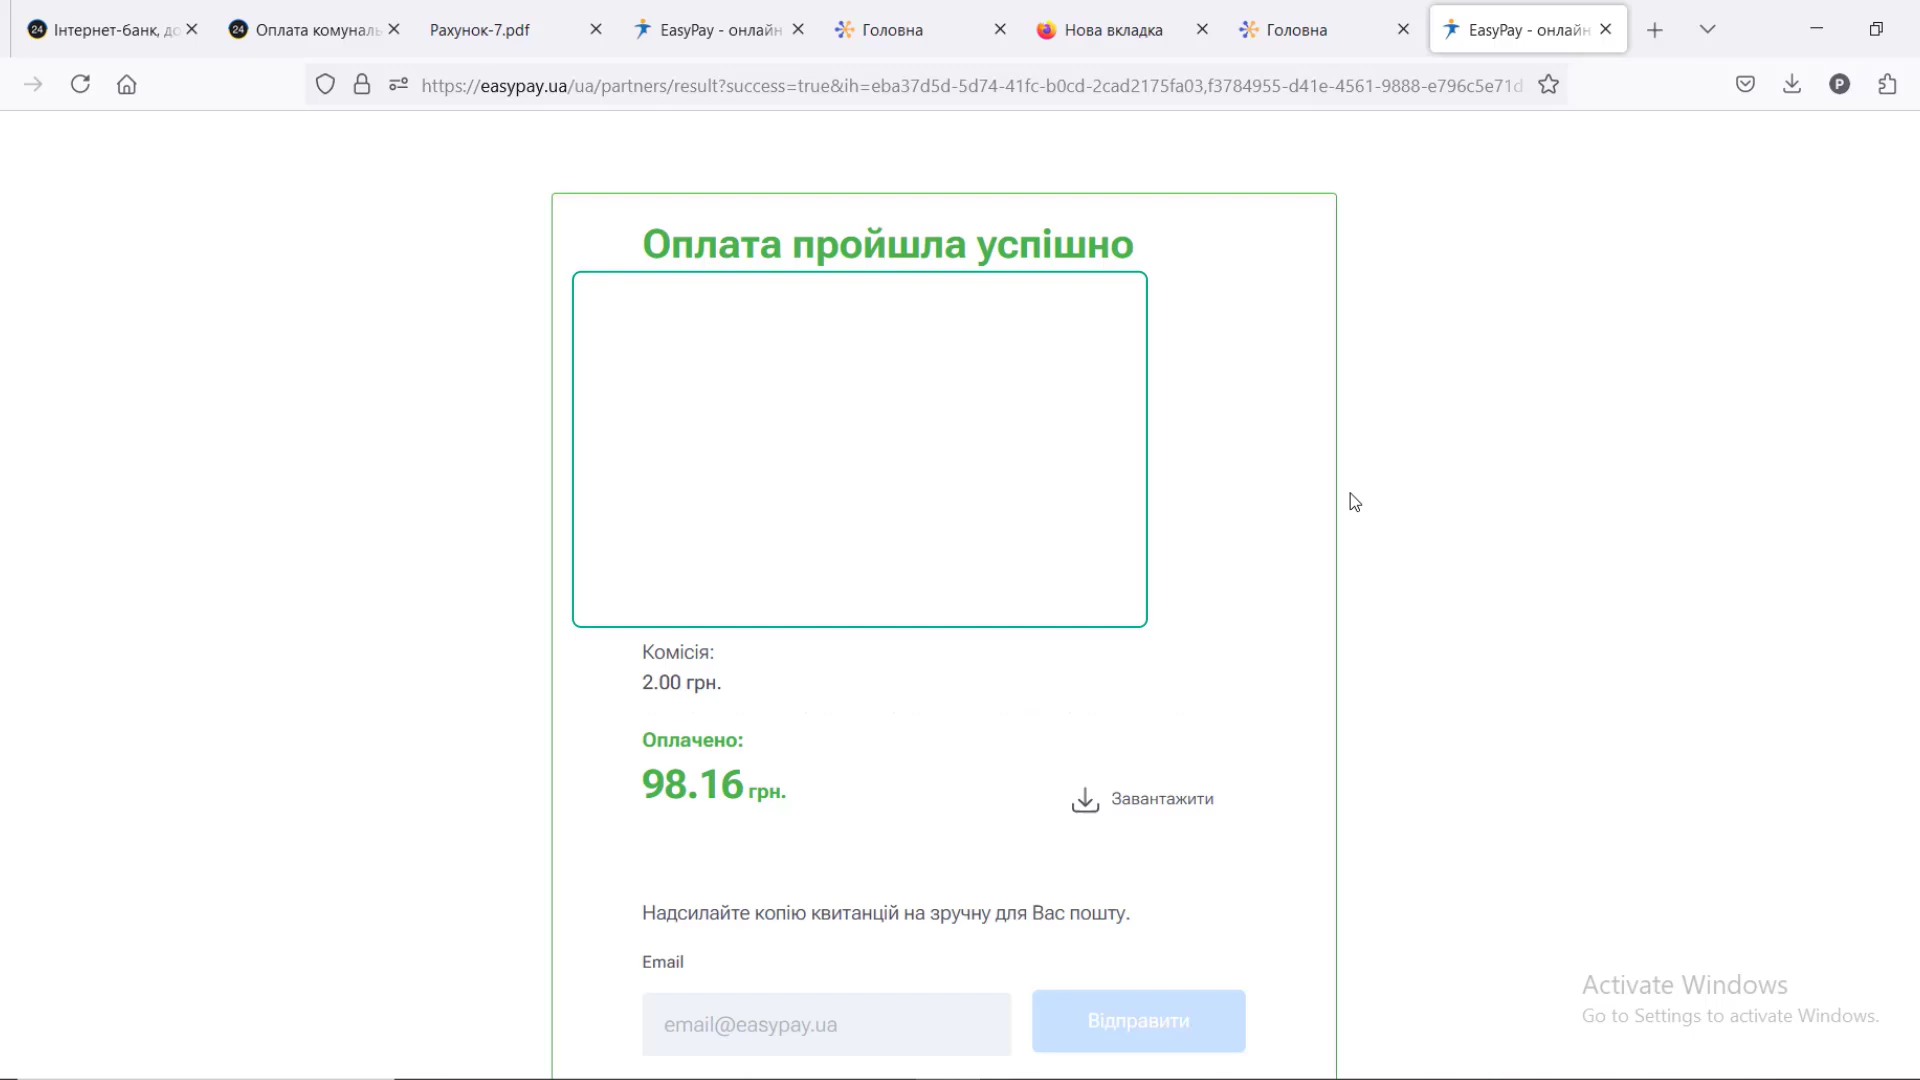 Інтернет-банк, до
Оплата комуналь
Рахунок-7.pdf
EasyPay - онлайн
Головна
Нова вкладка
Головна
EasyPay - онлайн
https://easypay.ua/ua/partners/result?success=true&ih=eba37d5d-5d74-41fc-b0cd-2cad2175fa03,f3784955-d41e-4561-9888-e796c5e71d
Оплата пройшла успішно
Комісія:
2.00 грн.
Оплачено:
98.16 грн.
Завантажити
Надсилайте копію квитанцій на зручну для Вас пошту.
Email
email@easypay.ua
Відправити
Activate Windows
Go to Settings to activate Windows.